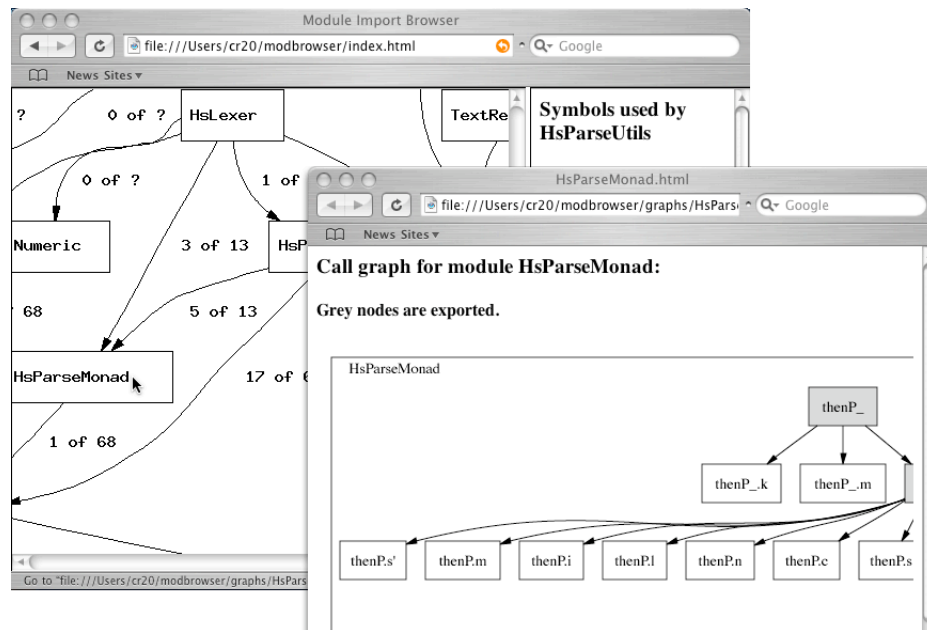 Module Import Browser
file:///Users/cr20/modbrowser/index.html
Google
News Sites
?
0 of ?
HsLexer
TextRe
Symbols used by
HsParseUtils
0 of ?
1 of
Numeric
3 of 13
HsP
68
5 of 13
HsParseMonad
17 of
1 of 68
Go to "file:///Users/cr20/modbrowser/graphs/HsPars
HsParseMonad.html
file:///Users/cr20/modbrowser/graphs/HsPars
Google
News Sites
Call graph for module HsParseMonad:
Grey nodes are exported.
HsParseMonad
thenP_
thenP_.k
thenP_.m
thenP.s'
thenP.m
thenP.i
thenP.l
thenP.n
thenP.c
thenP.s